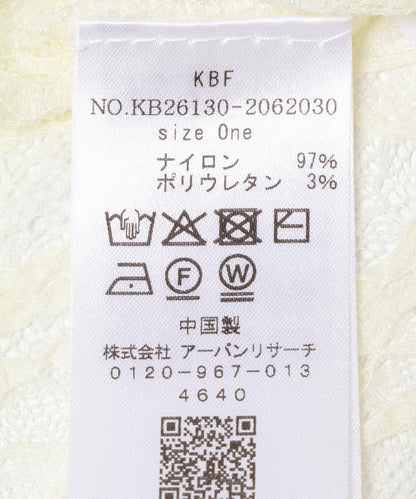 KBF
NO.KB26130-2062030
size One
ナイロン 97%
ポリウレタン 3%
F W
中国製
株式会社 アーバンリサーチ
0120-967-013
4640